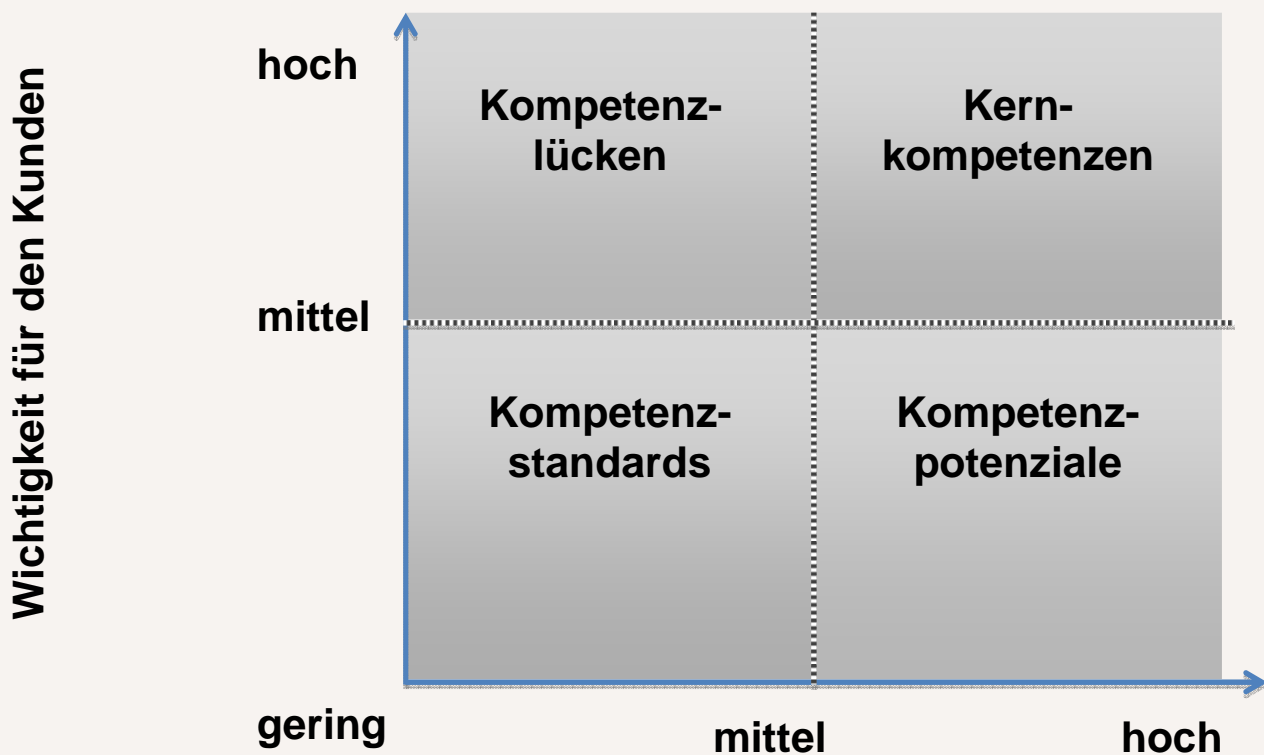 Wichtigkeit für den Kunden
hoch
Kompetenz-
lücken
Kern-
kompetenzen
mittel
Kompetenz-
standards
Kompetenz-
potenziale
gering
mittel
hoch